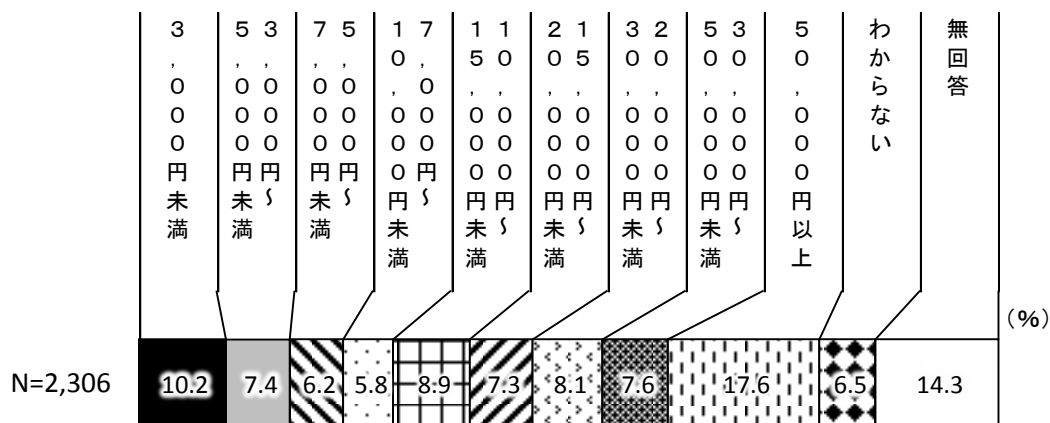 3,000円未満
3,000円~
5,000円未満
5,000円~
7,000円未満
7,000円~
10,000円未満
10,000円~
15,000円未満
15,000円~
20,000円未満
20,000円~
30,000円未満
30,000円~
50,000円未満
50,000円以上
わからない
無回答
(%)
N=2,306
10.2 7.4 6.2 5.8 8.9 7.3 8.1 7.6 17.6 6.5 14.3